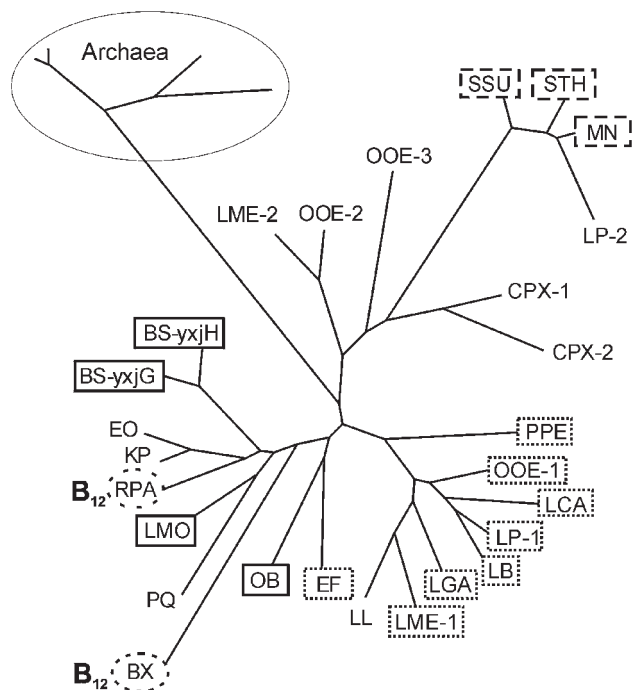 Archaea
SSU
STH
MN
OOE-3
LME-2
OOE-2
LP-2
CPX-1
CPX-2
BS-yxjH
BS-yxjG
EO
KP
B12 RPA
LMO
PQ
OB
EF
B12 BX
PPE
OOE-1
LCA
LP-1
LB
LGA
LL
LME-1